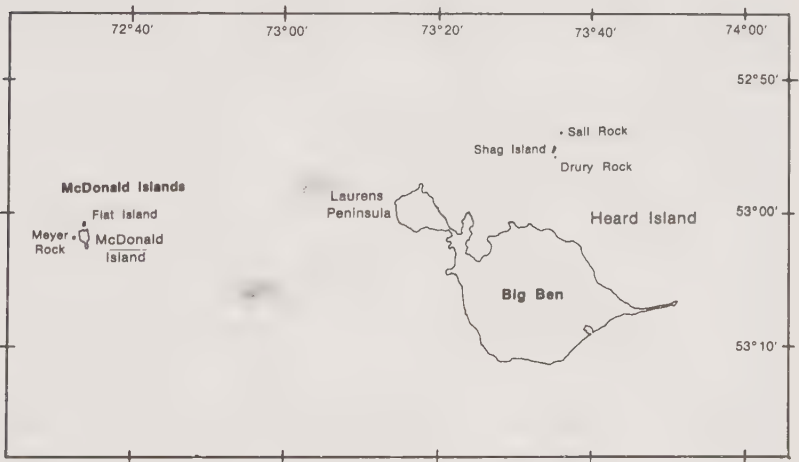 72°40' 73°00' 73°20' 73°40' 74°00'
52°50'
Sail Rock
Shag Island
Drury Rock
McDonald Islands
Flat Island
Meyer
Rock
McDonald
Island
Laurens
Peninsula
53°00'
Heard Island
Big Ben
53°10'